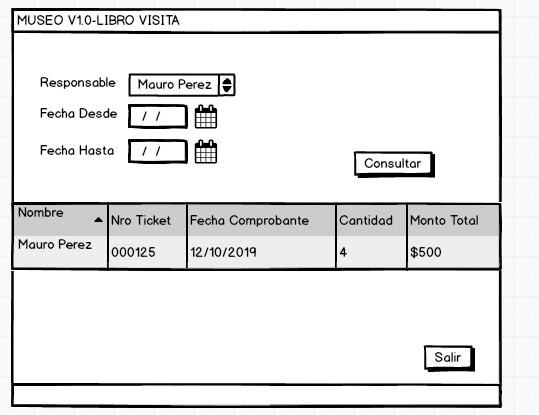 MUSEO V1.0-LIBRO VISITA
Responsable Mauro Perez
Fecha Desde / /
Fecha Hasta / /
Consultar
Nombre Nro Ticket Fecha Comprobante Cantidad Monto Total
Mauro Perez 000125 12/10/2019 4 $500
Salir